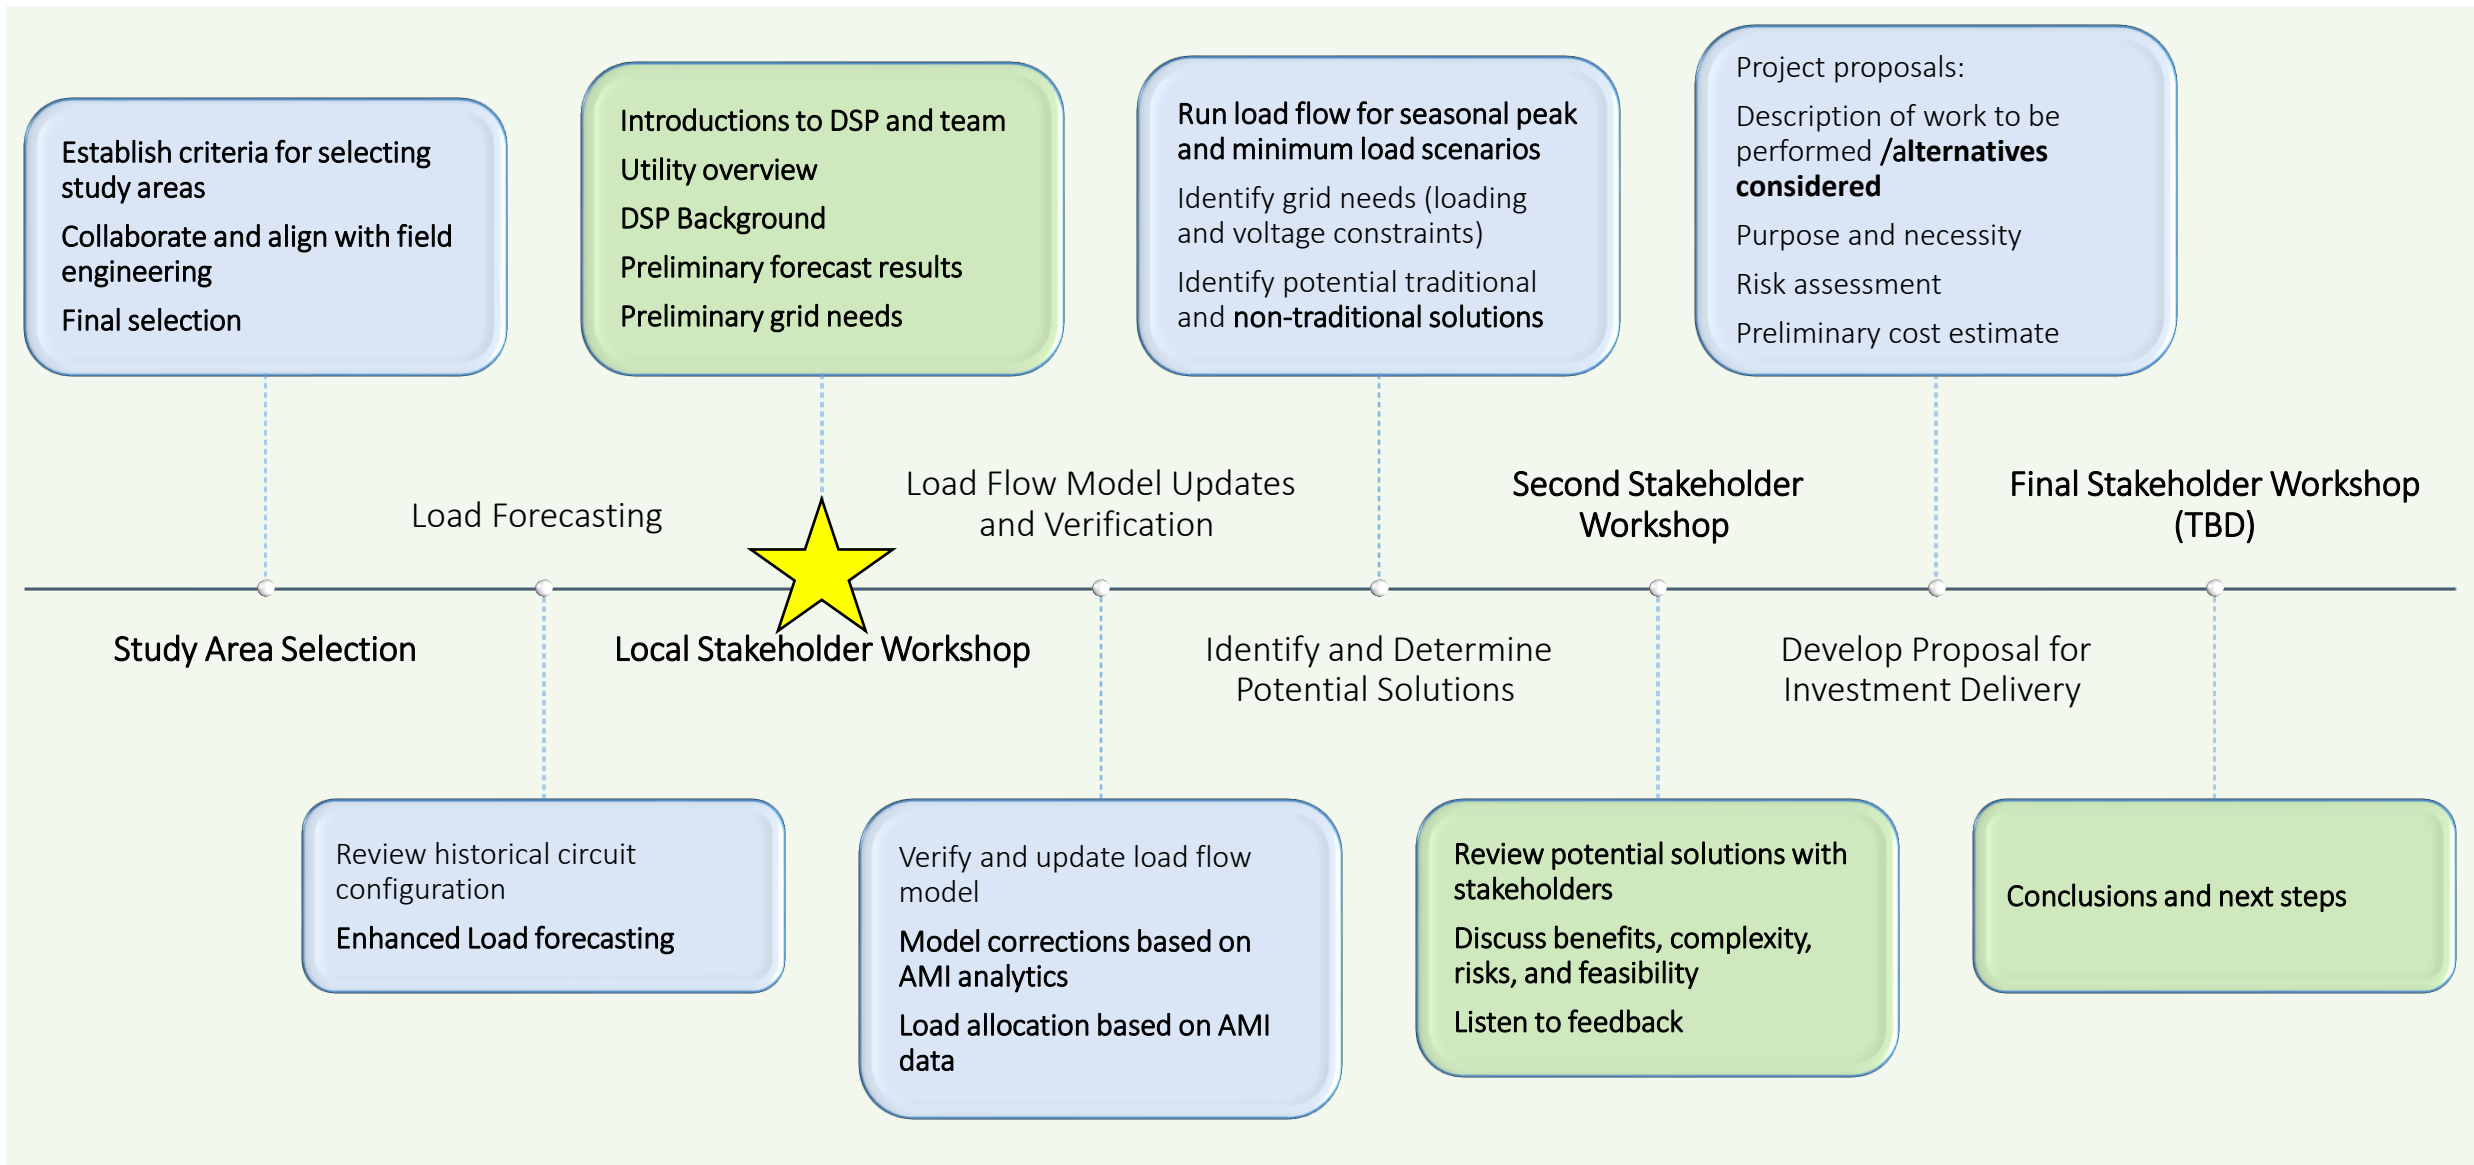 Establish criteria for selecting
study areas
Collaborate and align with field
engineering
Final selection
Introductions to DSP and team
Utility overview
DSP Background
Preliminary forecast results
Preliminary grid needs
Run load flow for seasonal peak
and minimum load scenarios
Identify grid needs (loading
and voltage constraints)
Identify potential traditional
and non-traditional solutions
Project proposals:
Description of work to be
performed /alternatives
considered
Purpose and necessity
Risk assessment
Preliminary cost estimate
Load Forecasting
Load Flow Model Updates
and Verification
Second Stakeholder
Workshop
Final Stakeholder Workshop
(TBD)
Study Area Selection
Local Stakeholder Workshop
Identify and Determine
Potential Solutions
Develop Proposal for
Investment Delivery
Review historical circuit
configuration
Enhanced Load forecasting
Verify and update load flow
model
Model corrections based on
AMI analytics
Load allocation based on AMI
data
Review potential solutions with
stakeholders
Discuss benefits, complexity,
risks, and feasibility
Listen to feedback
Conclusions and next steps